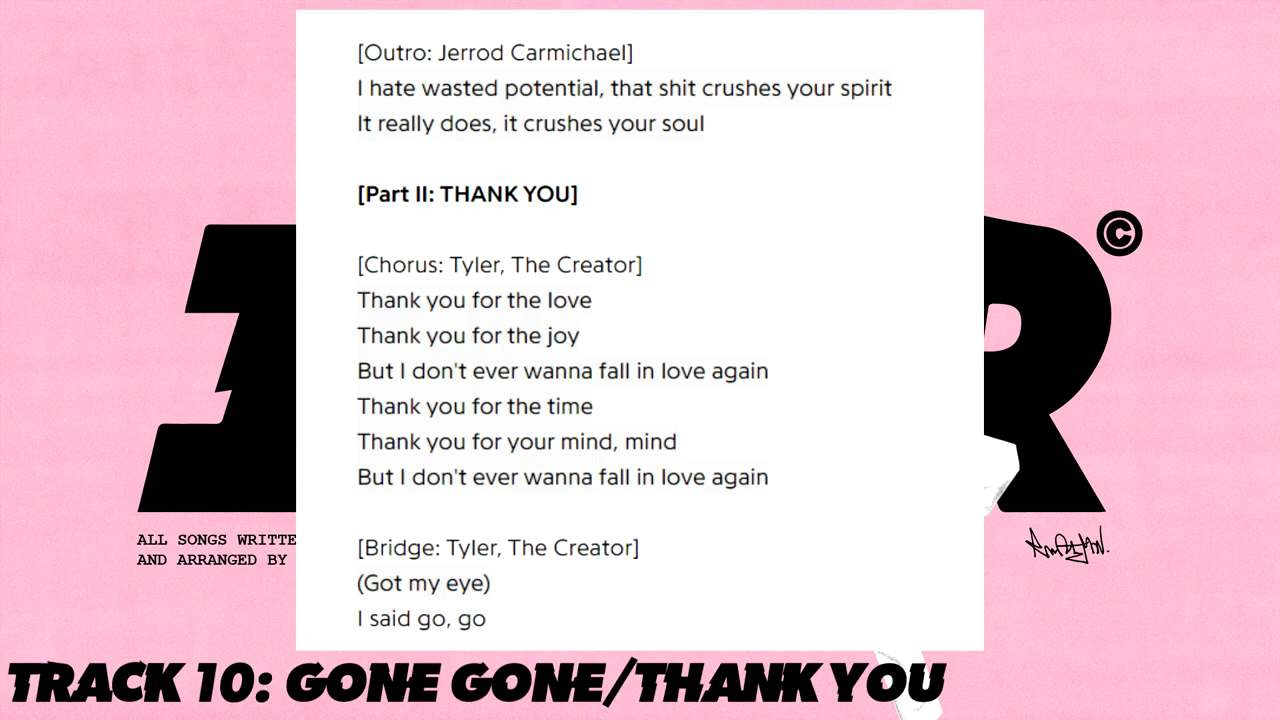 [Outro: Jerrod Carmichael]
I hate wasted potential, that shit crushes your spirit
It really does, it crushes your soul
[Part II: THANK YOU]
[Chorus: Tyler, The Creator]
Thank you for the love
Thank you for the joy
But I don't ever wanna fall in love again
Thank you for the time
Thank you for your mind, mind
But I don't ever wanna fall in love again
[Bridge: Tyler, The Creator]
(Got my eye)
I said go, go
R©
ALL SONGS WRITTE
AND ARRANGED BY
TRACK 10: GONE GONE/THANK YOU